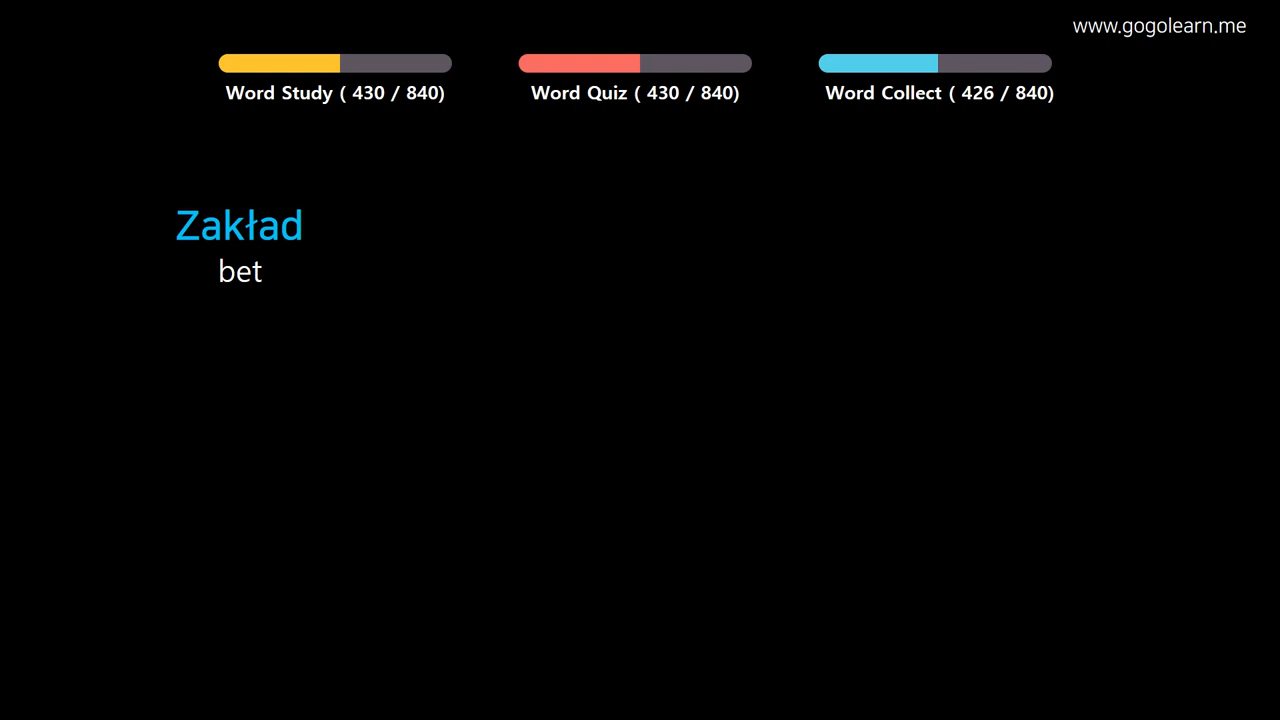 www.gogolearn.me
Word Study ( 430 / 840)
Word Quiz ( 430 / 840)
Word Collect ( 426 / 840)
Zakład
bet